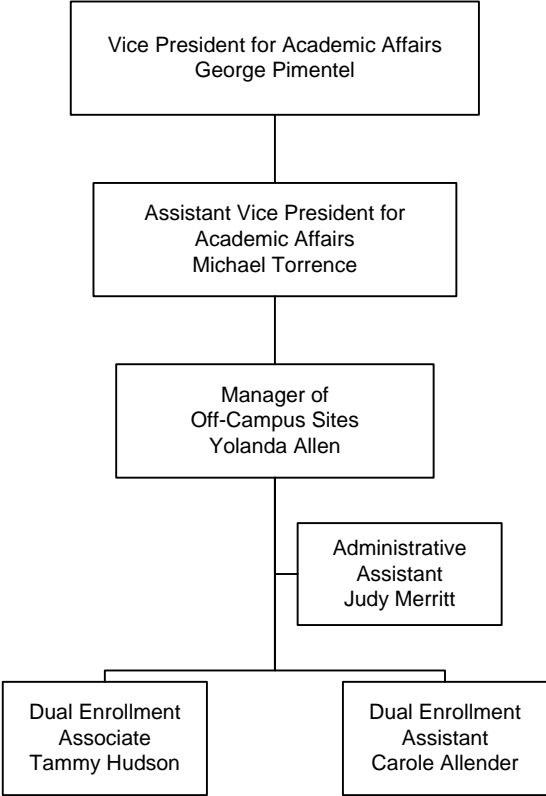 Vice President for Academic Affairs
George Pimentel
Assistant Vice President for
Academic Affairs
Michael Torrence
Manager of
Off-Campus Sites
Yolanda Allen
Administrative
Assistant
Judy Merritt
Dual Enrollment
Associate
Tammy Hudson
Dual Enrollment
Assistant
Carole Allender